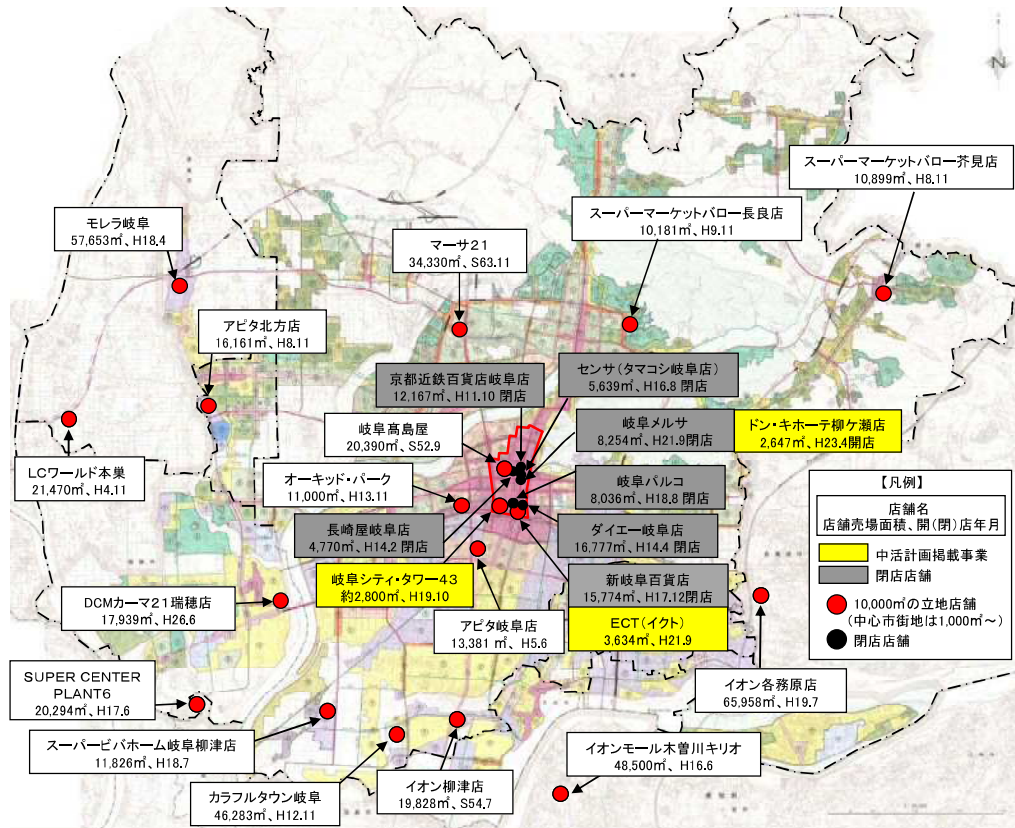 N
スーパーマーケットバロー芥見店
10,899㎡、H8.11
モレラ岐阜
57,653㎡、H18.4
マーサ21
34,330㎡、S63.11
スーパーマーケットバロー長良店
10,181㎡、H9.11
アピタ北方店
16,161㎡、H8.11
京都近鉄百貨店岐阜店
12,167㎡、H11.10 閉店
センサ(タマコシ岐阜店)
5,639㎡、H16.8 閉店
岐阜高島屋
20,390㎡、S52.9
岐阜メルサ
8,254㎡、H21.9閉店
ドン・キホーテ柳ケ瀬店
2,647㎡、H23.4開店
LCワールド本巣
21,470㎡、H4.11
オーキッド・パーク
11,000㎡、H13.11
岐阜パルコ
8,036㎡、H18.8 閉店
長崎屋岐阜店
4,770㎡、H14.2 閉店
ダイエー岐阜店
16,777㎡、H14.4 閉店
岐阜シティ・タワー43
約2,800㎡、H19.10
新岐阜百貨店
15,774㎡、H17.12閉店
DCMカーマ21瑞穂店
17,939㎡、H26.6
アピタ岐阜店
13,381 ㎡、H5.6
ECT(イクト)
3,634㎡、H21.9
【凡例】
店舗名
店舗売場面積、開(閉)店年月
中活計画掲載事業
閉店店舗
10,000㎡の立地店舗
(中心市街地は1,000㎡~)
閉店店舗
SUPER CENTER
PLANT6
20,294㎡、H17.6
イオン各務原店
65,958㎡、H19.7
スーパービバホーム岐阜柳津店
11,826㎡、H18.7
カラフルタウン岐阜
46,283㎡、H12.11
イオン柳津店
19,828㎡、S54.7
イオンモール木曽川キリオ
48,500㎡、H16.6